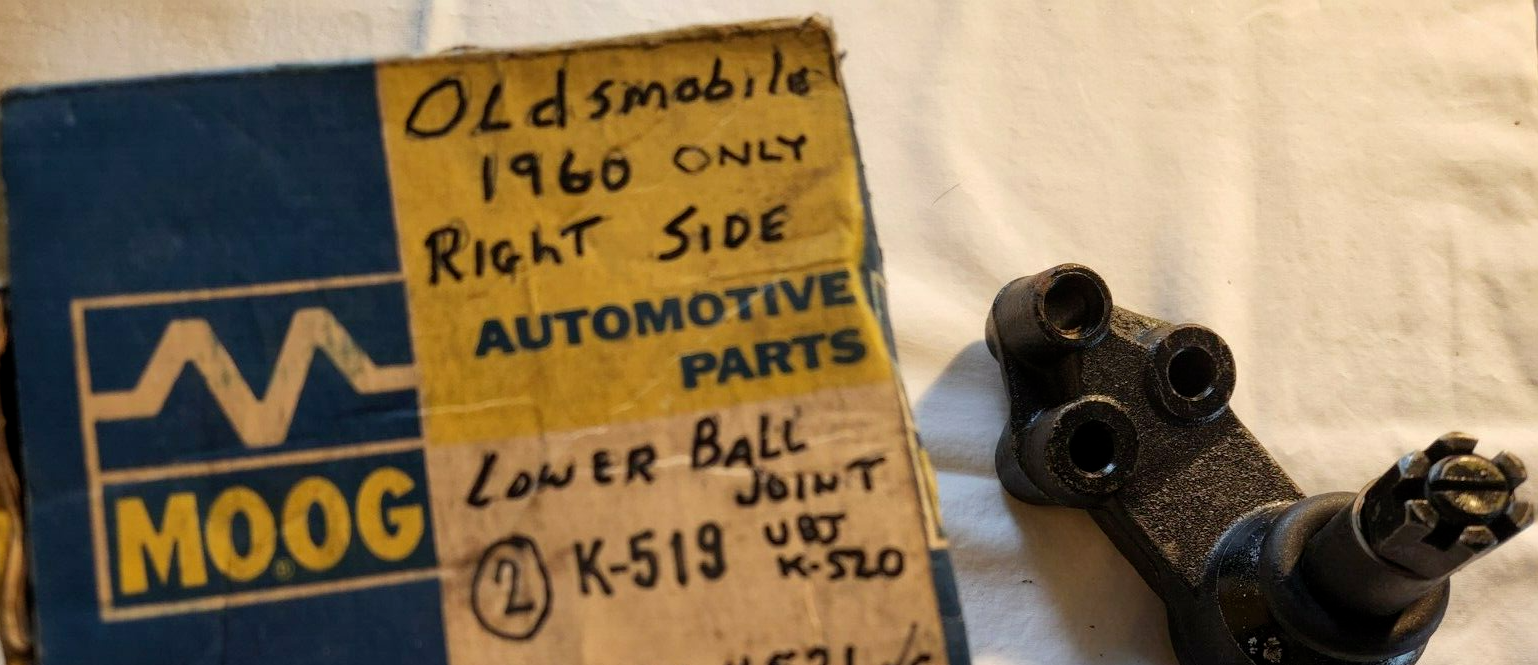 OLdsmobile
1960 ONLY
RIGhT SIDE
AUTOMOTIVE
PARTS
MOOG
LOWER BALL
JOINT
② K-519 UBJ
K-520